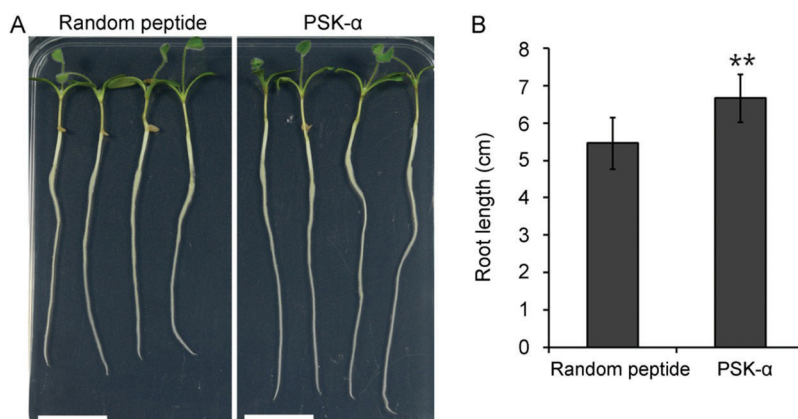 A
Random peptide
PSK-α
B
Root length (cm)
8
7
6
5
4
3
2
1
0
**
Random peptide
PSK-α